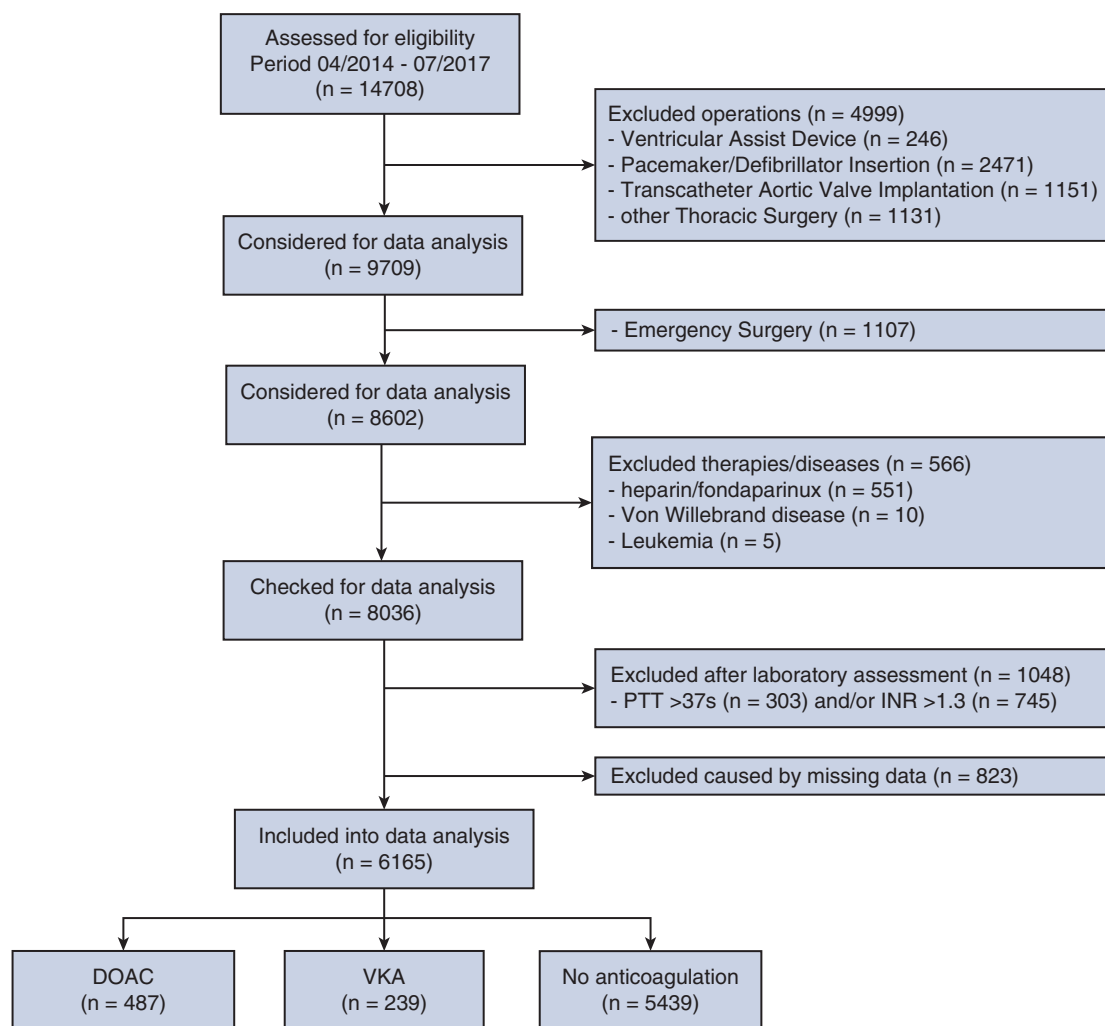 Assessed for eligibility
Period 04/2014 - 07/2017
(n = 14708)
Excluded operations (n = 4999)
- Ventricular Assist Device (n = 246)
- Pacemaker/Defibrillator Insertion (n = 2471)
- Transcatheter Aortic Valve Implantation (n = 1151)
- other Thoracic Surgery (n = 1131)
Considered for data analysis
(n = 9709)
- Emergency Surgery (n = 1107)
Considered for data analysis
(n = 8602)
Excluded therapies/diseases (n = 566)
- heparin/fondaparinux (n = 551)
- Von Willebrand disease (n = 10)
- Leukemia (n = 5)
Checked for data analysis
(n = 8036)
Excluded after laboratory assessment (n = 1048)
- PTT >37s (n = 303) and/or INR >1.3 (n = 745)
Excluded caused by missing data (n = 823)
Included into data analysis
(n = 6165)
DOAC
(n = 487)
VKA
(n = 239)
No anticoagulation
(n = 5439)